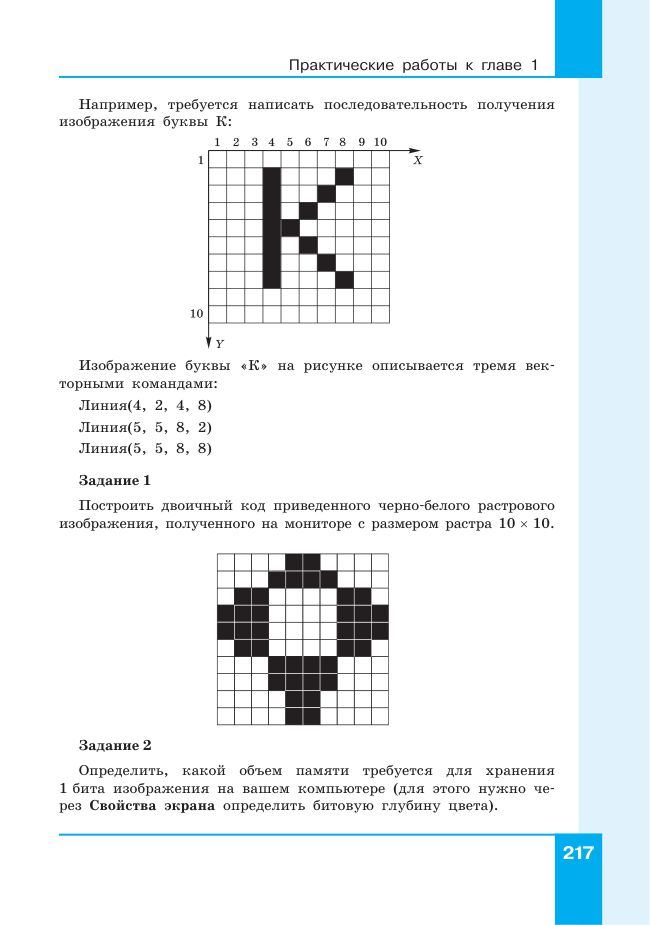 Практические работы к главе 1
Например, требуется написать последовательность получения
изображения буквы К:
1 2 3 4 5 6 7 8 9 10
1
X
10
Y
Изображение буквы «К» на рисунке описывается тремя век-
торными командами:
Линия(4, 2, 4, 8)
Линия(5, 5, 8, 2)
Линия(5, 5, 8, 8)
Задание 1
Построить двоичный код приведенного черно-белого растрового
изображения, полученного на мониторе с размером растра 10 × 10.
Задание 2
Определить, какой объем памяти требуется для хранения
1 бита изображения на вашем компьютере (для этого нужно че-
рез Свойства экрана определить битовую глубину цвета).
217